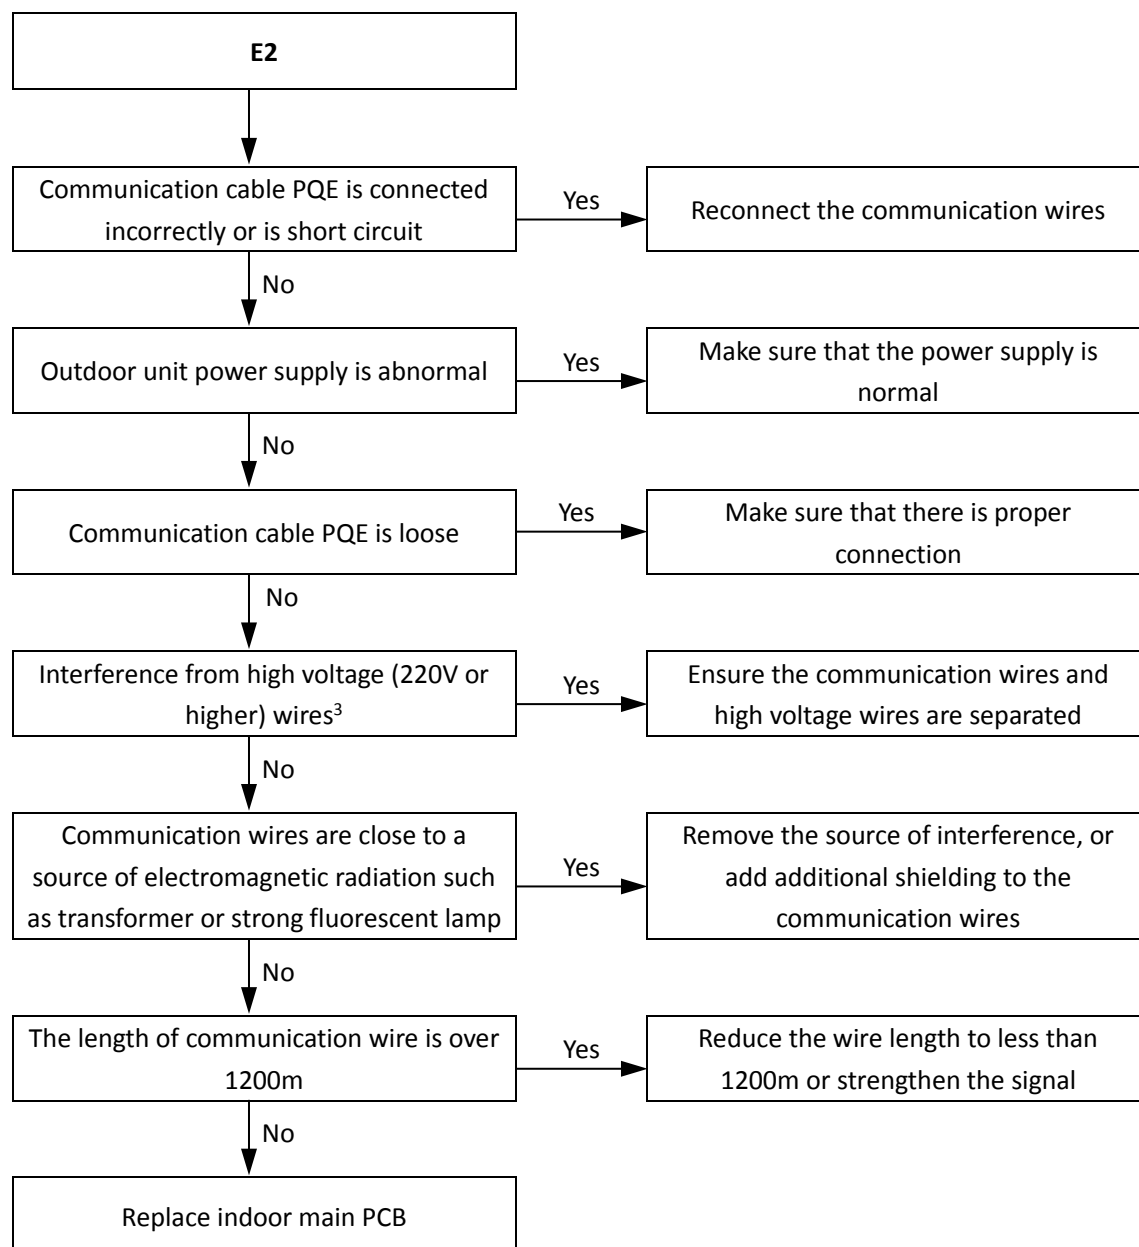 E2
Communication cable PQE is connected
incorrectly or is short circuit
Yes
Reconnect the communication wires
No
Outdoor unit power supply is abnormal
Yes
Make sure that the power supply is
normal
No
Communication cable PQE is loose
Yes
Make sure that there is proper
connection
No
Interference from high voltage (220V or
higher) wires³
Yes
Ensure the communication wires and
high voltage wires are separated
No
Communication wires are close to a
source of electromagnetic radiation such
as transformer or strong fluorescent lamp
Yes
Remove the source of interference, or
add additional shielding to the
communication wires
No
The length of communication wire is over
1200m
Yes
Reduce the wire length to less than
1200m or strengthen the signal
No
Replace indoor main PCB